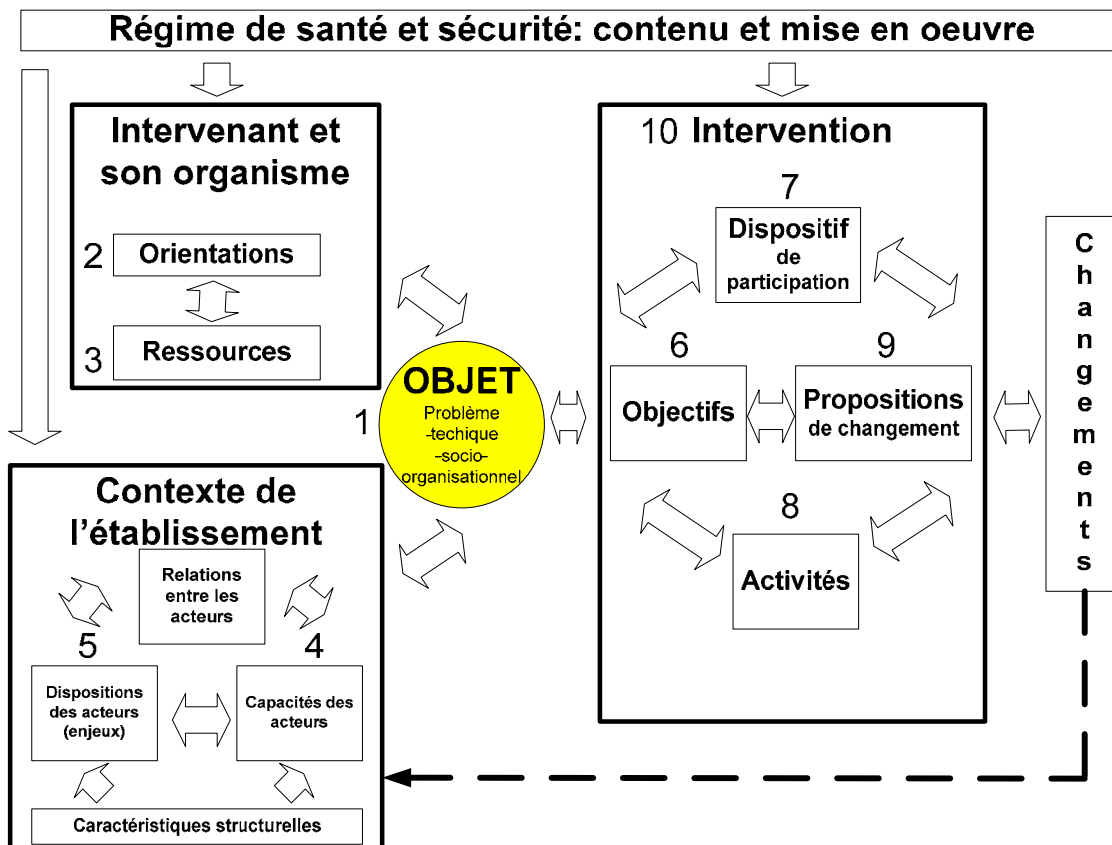 Régime de santé et sécurité: contenu et mise en oeuvre
Intervenant et
son organisme
2 Orientations
3 Ressources
1
OBJET
Problème
-techique
-socio-
organisationnel
Contexte de
l'établissement
Relations
entre les
acteurs
5
4
Dispositions
des acteurs
(enjeux)
Capacités des
acteurs
Caractéristiques structurelles
10 Intervention
7
Dispositif
de
participation
6
Objectifs
9
Propositions
de changement
8
Activités
Changements